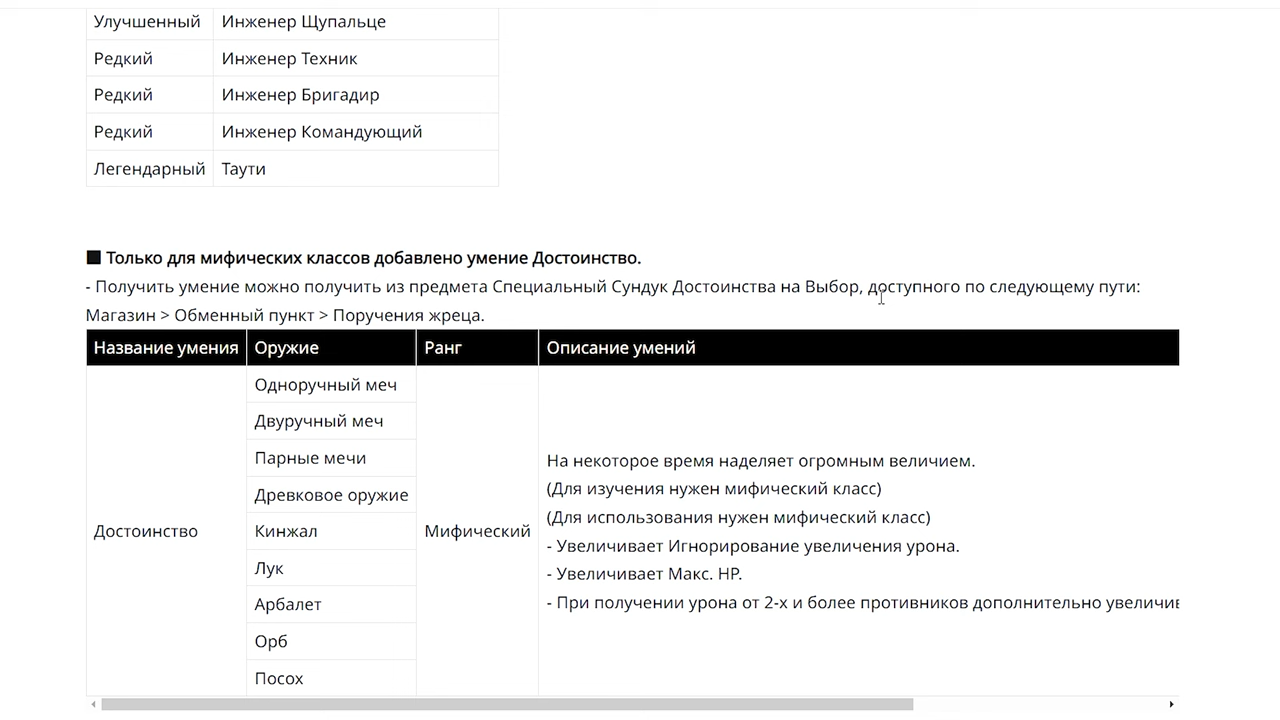 Улучшенный Инженер Щупальце
Редкий Инженер Техник
Редкий Инженер Бригадир
Редкий Инженер Командующий
Легендарный Таути
■ Только для мифических классов добавлено умение Достоинство.
- Получить умение можно получить из предмета Специальный Сундук Достоинства на Выбор, доступного по следующему пути:
Магазин > Обменный пункт > Поручения жреца.
Название умения Оружие Ранг Описание умений
Одноручный меч
Двуручный меч
Парные мечи
Древковое оружие
Достоинство Кинжал Мифический
Лук
Арбалет
Орб
Посох
На некоторое время наделяет огромным величием.
(Для изучения нужен мифический класс)
(Для использования нужен мифический класс)
- Увеличивает Игнорирование увеличения урона.
- Увеличивает Макс. HP.
- При получении урона от 2-х и более противников дополнительно